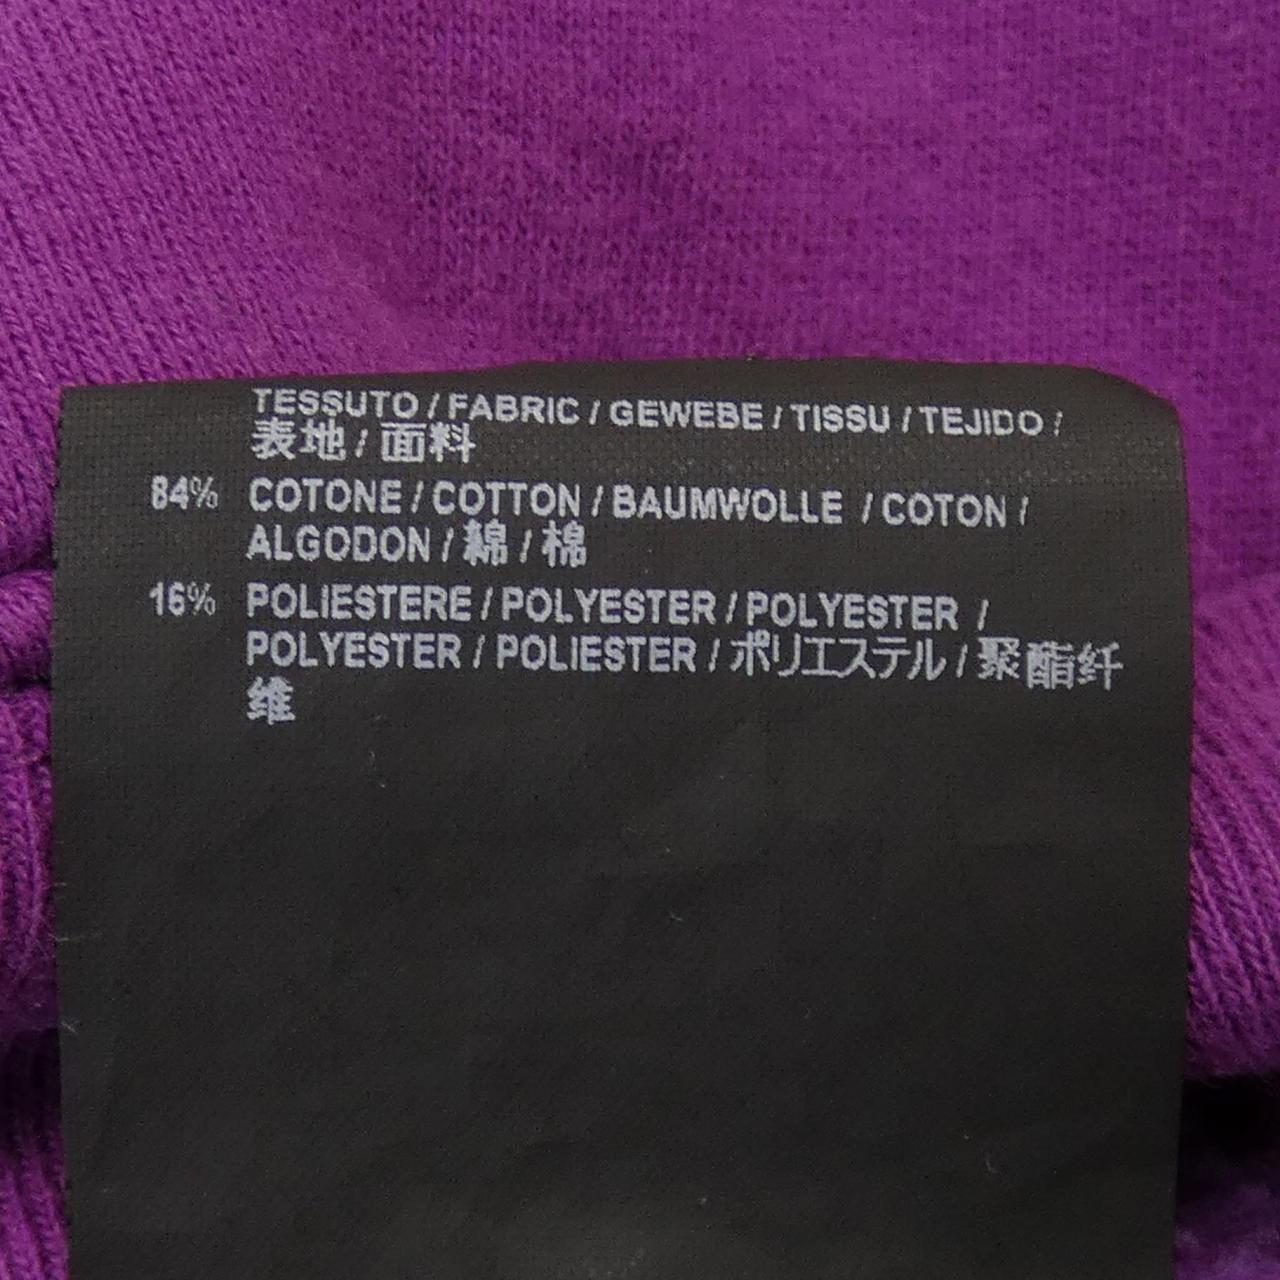 TESSUTO / FABRIC / GEWEBE / TISSU / TEJIDO /
表地 / 面料
84% COTONE / COTTON / BAUMWOLLE / COTON /
ALGODON / 綿 / 棉
16% POLIESTERE / POLYESTER / POLYESTER /
POLYESTER / POLIESTER / ポリエステル / 聚酯纤
维